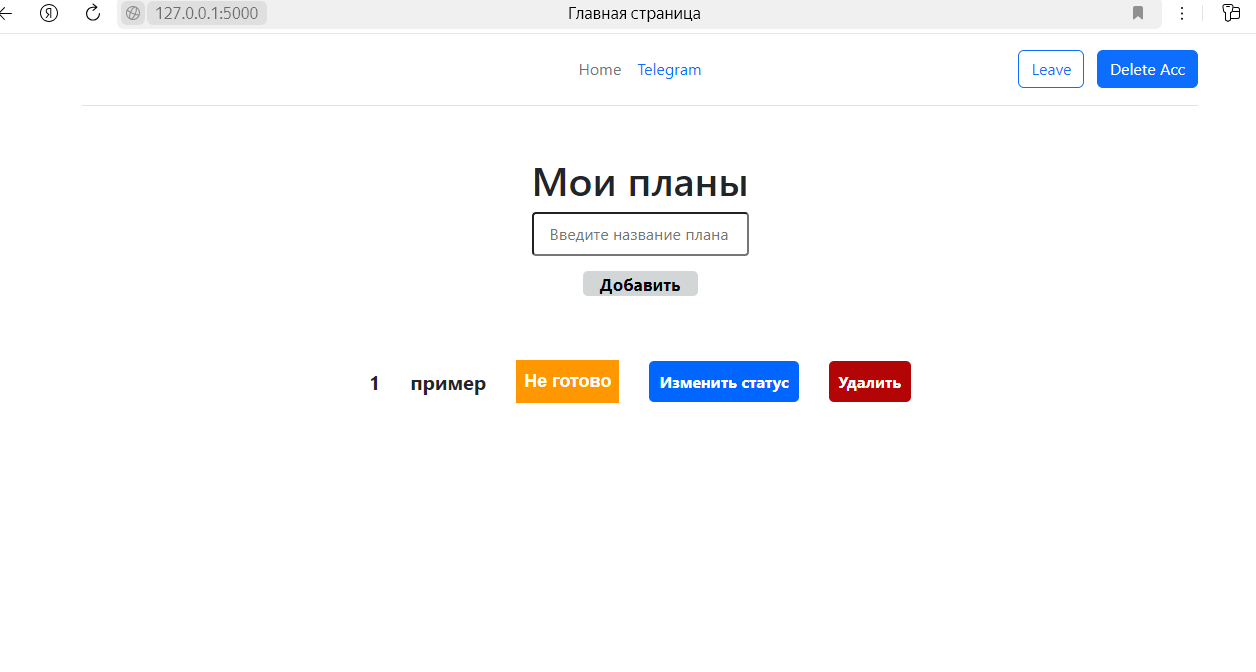 127.0.0.1:5000 Главная страница
Home Telegram Leave Delete Acc
Мои планы
Введите название плана
Добавить
1 пример Не готово Изменить статус Удалить